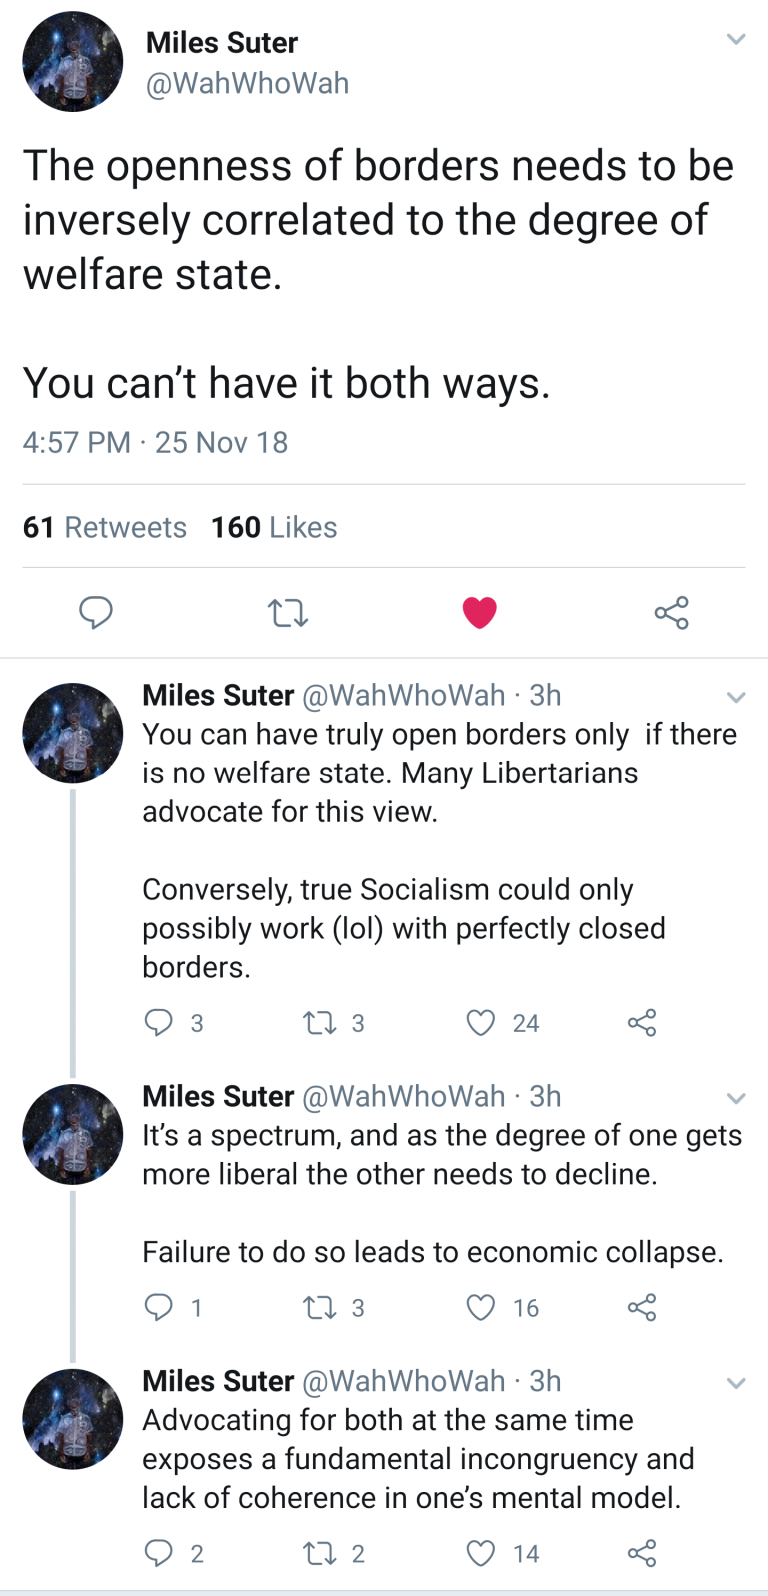 Miles Suter
@WahWhoWah
The openness of borders needs to be
inversely correlated to the degree of
welfare state.
You can’t have it both ways.
4:57 PM · 25 Nov 18
61 Retweets 160 Likes
Miles Suter @WahWhoWah · 3h
You can have truly open borders only  if there
is no welfare state. Many Libertarians
advocate for this view.
Conversely, true Socialism could only
possibly work (lol) with perfectly closed
borders.
3 3 24
Miles Suter @WahWhoWah · 3h
It’s a spectrum, and as the degree of one gets
more liberal the other needs to decline.
Failure to do so leads to economic collapse.
1 3 16
Miles Suter @WahWhoWah · 3h
Advocating for both at the same time
exposes a fundamental incongruency and
lack of coherence in one’s mental model.
2 2 14